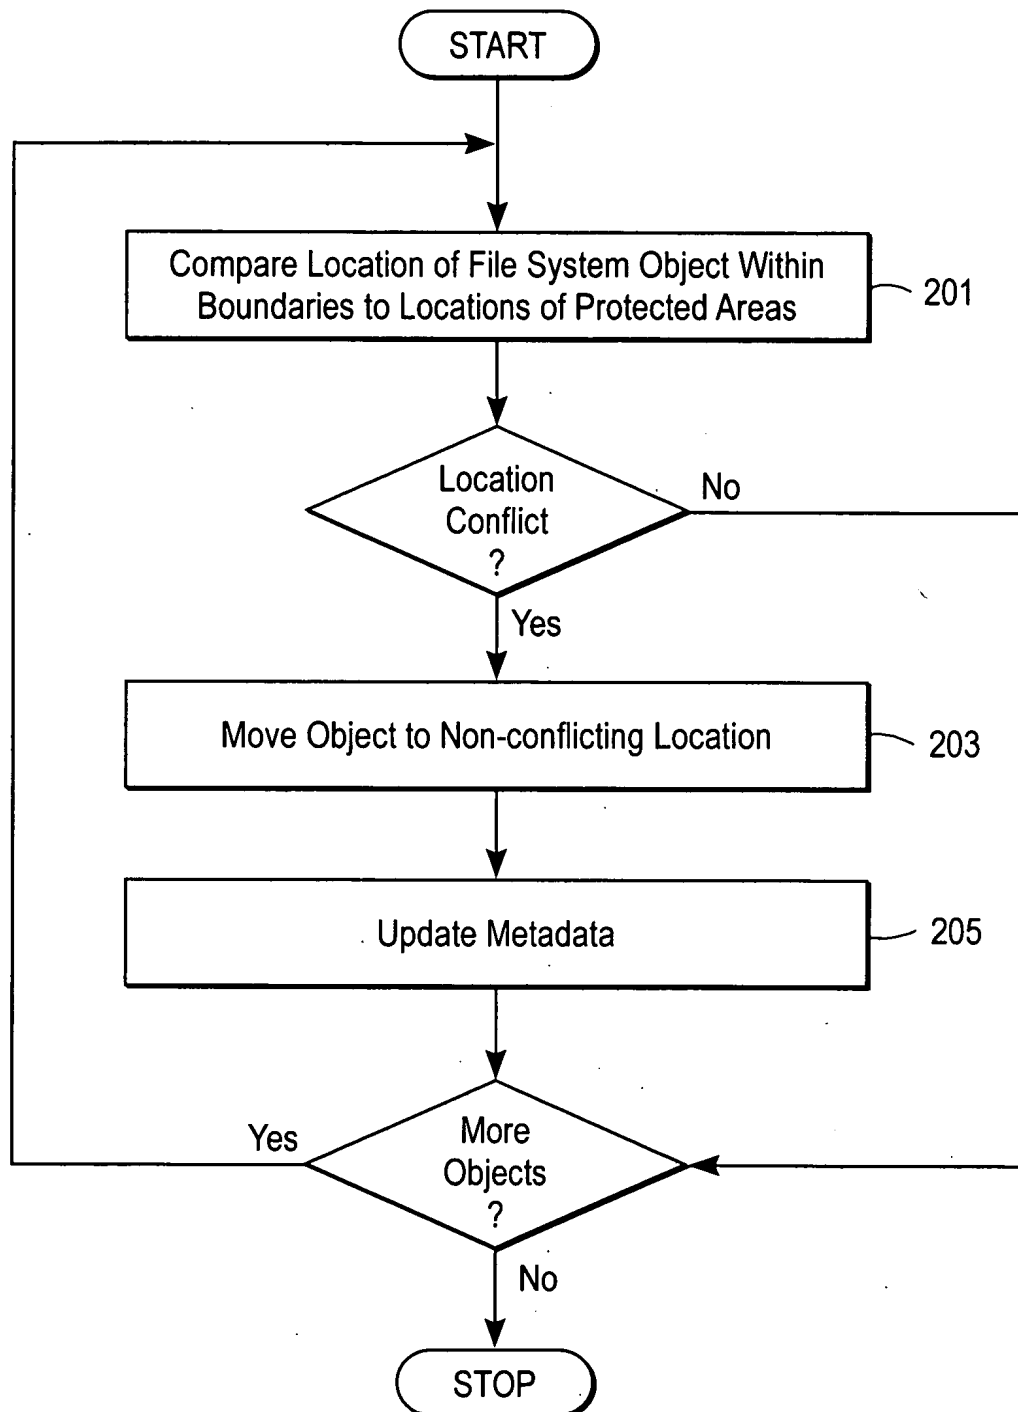 START
Compare Location of File System Object Within
Boundaries to Locations of Protected Areas
201
Location
Conflict
?
No
Yes
Move Object to Non-conflicting Location
203
Update Metadata
205
More
Objects
?
Yes
No
STOP